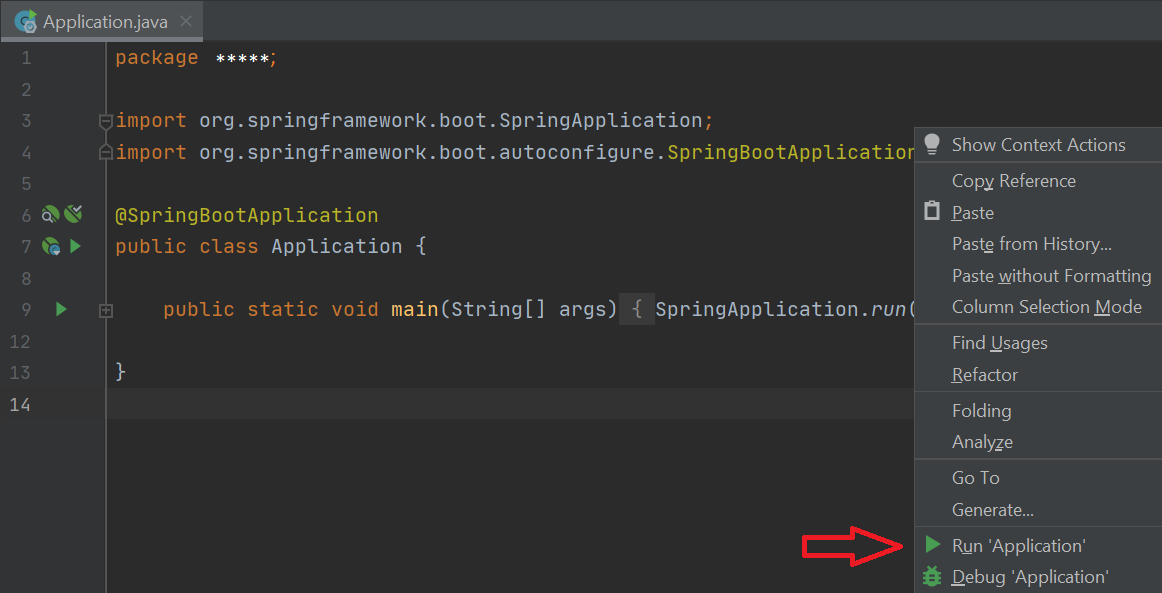 Application.java
1 package *****;
2
3 import org.springframework.boot.SpringApplication;
4 import org.springframework.boot.autoconfigure.SpringBootApplication
5
6 @SpringBootApplication
7 public class Application {
8
9 public static void main(String[] args) { SpringApplication.run(
12
13 }
14
Show Context Actions
Copy Reference
Paste
Paste from History...
Paste without Formatting
Column Selection Mode
Find Usages
Refactor
Folding
Analyze
Go To
Generate...
Run 'Application'
Debug 'Application'